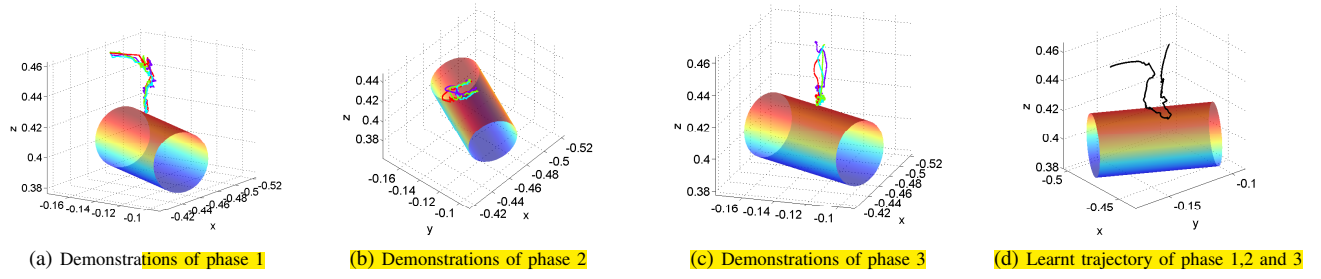 0.46
0.44
z
0.42
0.4
0.38
-0.16 -0.14 -0.12 -0.1
-0.42 -0.44 -0.46 -0.48 -0.5 -0.52
x
(a) Demonstrations of phase 1
0.44
0.42
z
0.4
0.38
-0.16
-0.14
-0.12
-0.1
y
-0.42
-0.44
-0.46
-0.48
-0.5
-0.52
x
(b) Demonstrations of phase 2
0.46
0.44
z
0.42
0.4
0.38
-0.16 -0.14 -0.12 -0.1
-0.42
-0.44
-0.46
-0.48
-0.5
-0.52
x
(c) Demonstrations of phase 3
0.46
0.44
z
0.42
0.4
0.38
-0.5
-0.45
x
-0.15
-0.1
y
(d) Learnt trajectory of phase 1,2 and 3